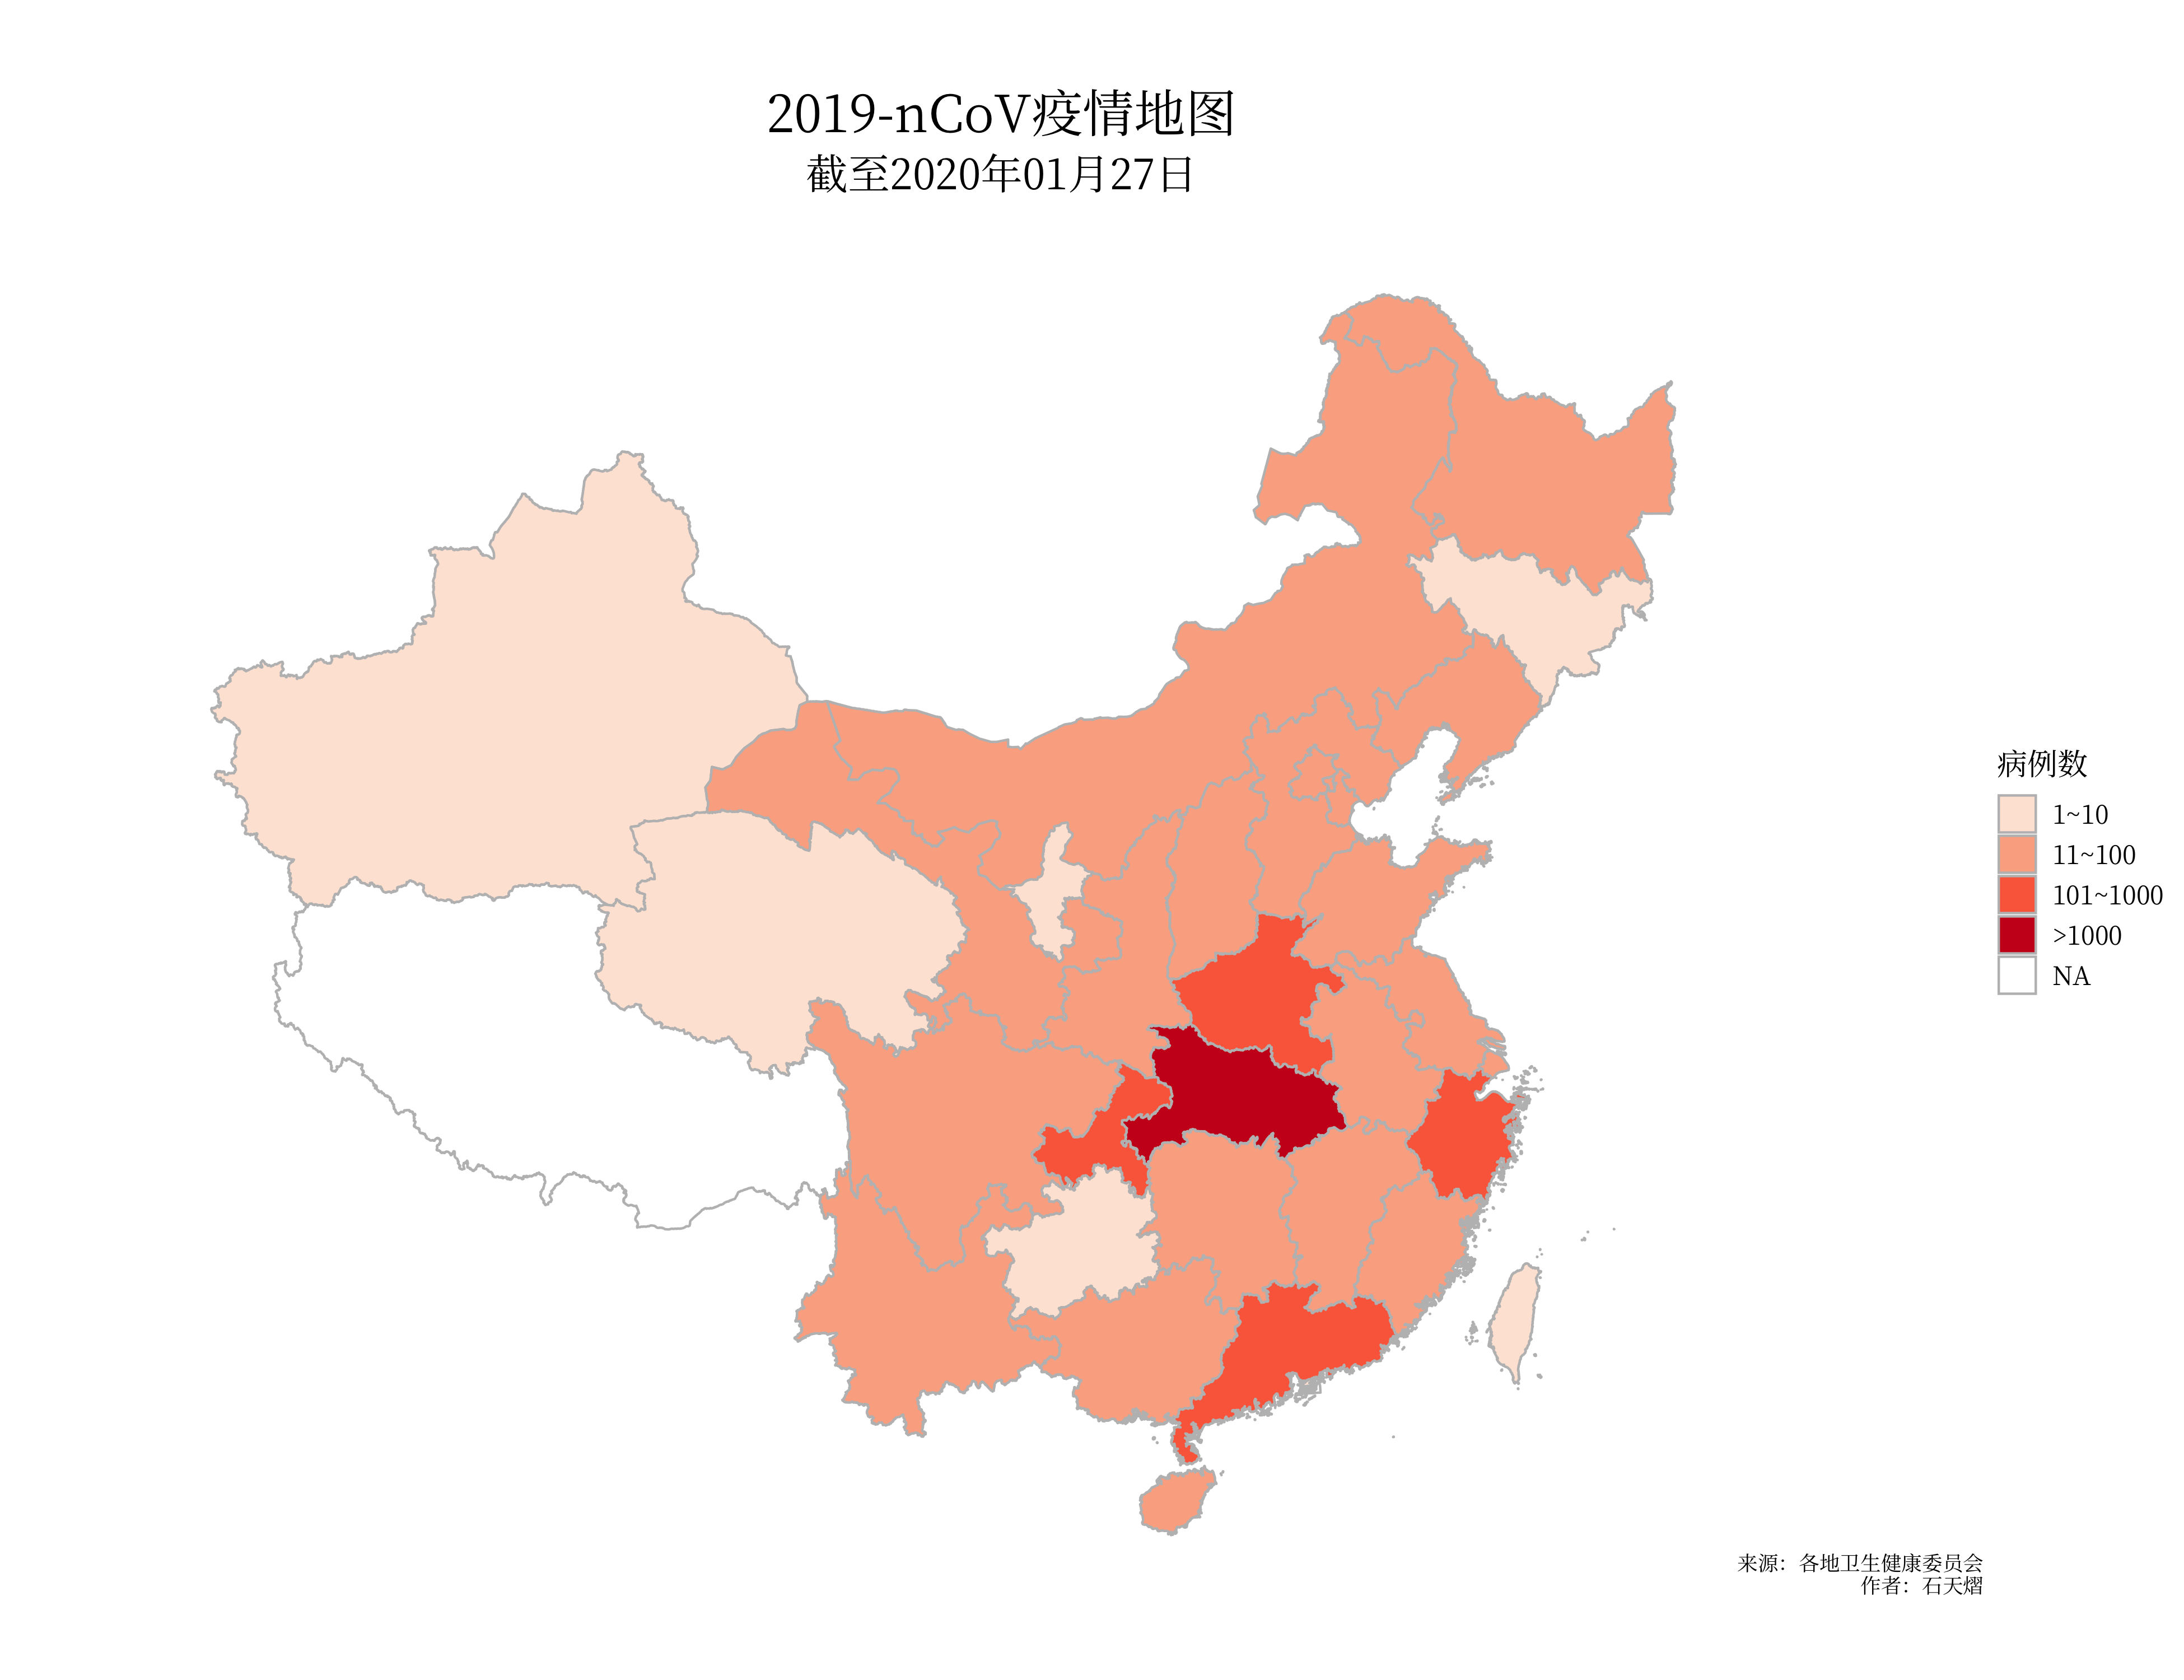 2019-nCoV疫情地图
截至2020年01月27日
病例数
1~10
11~100
101~1000
>1000
NA
来源：各地卫生健康委员会
作者：石天熠